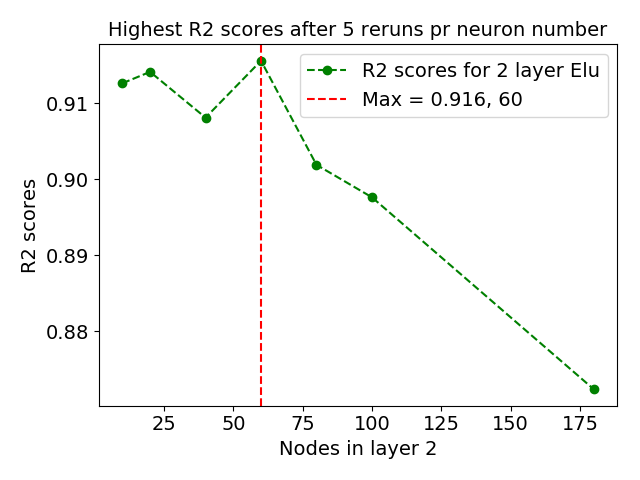 Highest R2 scores after 5 reruns pr neuron number
R2 scores for 2 layer Elu
Max = 0.916, 60
R2 scores
0.91
0.90
0.89
0.88
25
50
75
100
125
150
175
Nodes in layer 2